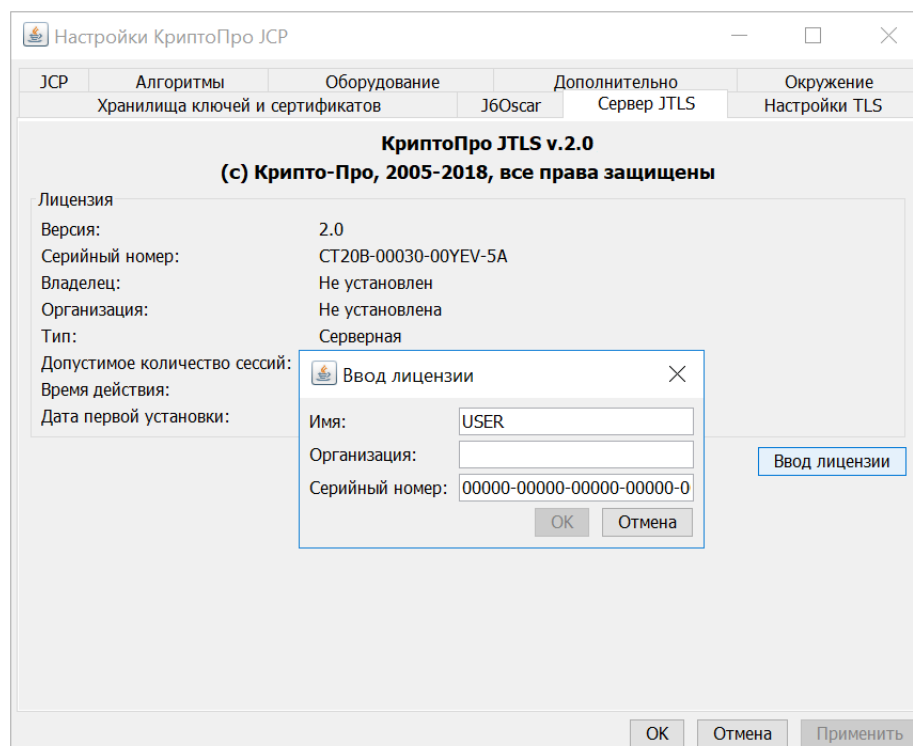 Настройки КриптоПро JCP
JCP Алгоритмы Оборудование Дополнительно Окружение
Хранилища ключей и сертификатов J6Oscar Сервер JTLS Настройки TLS
КриптоПро JTLS v.2.0
(c) Крипто-Про, 2005-2018, все права защищены
Лицензия
Версия: 2.0
Серийный номер: CT20B-00030-00YEV-5A
Владелец: Не установлен
Организация: Не установлена
Тип: Серверная
Допустимое количество сессий:
Время действия:
Дата первой установки:
Ввод лицензии
Имя: USER
Организация:
Серийный номер: 00000-00000-00000-00000-0
OK Отмена
Ввод лицензии
OK Отмена Применить